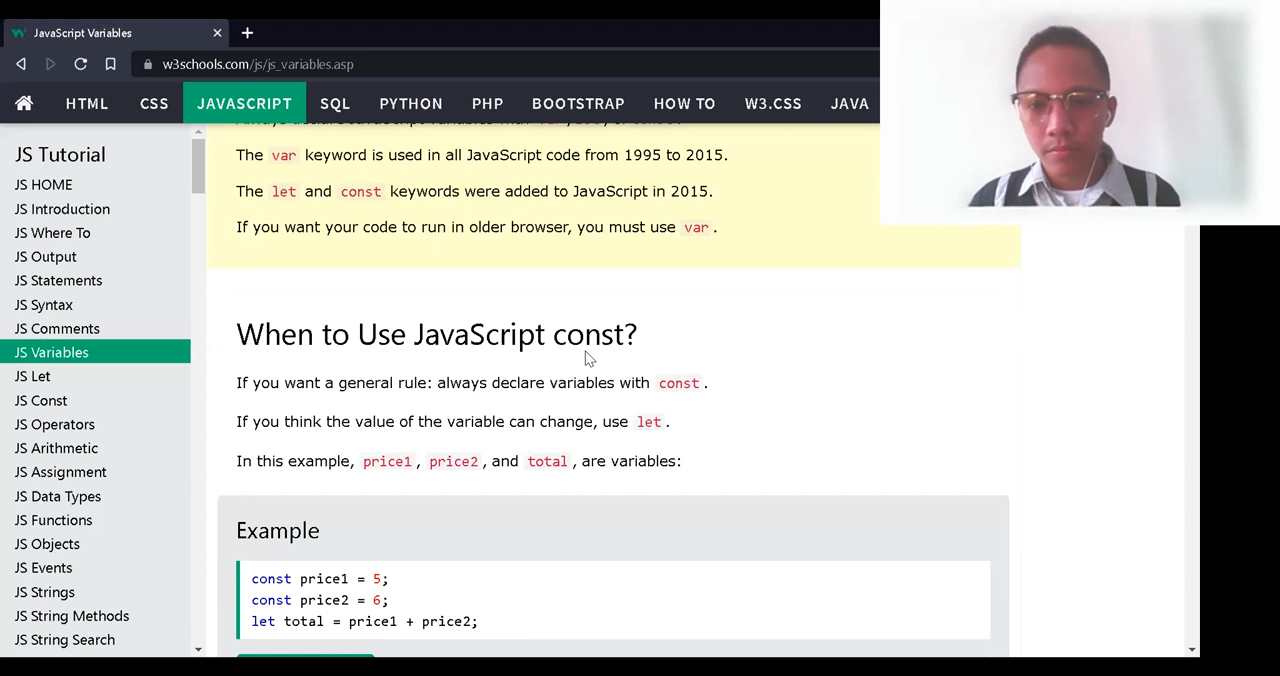 JavaScript Variables
w3schools.com/js/js_variables.asp
HTML CSS JAVASCRIPT SQL PYTHON PHP BOOTSTRAP HOW TO W3.CSS JAVA
JS Tutorial
JS HOME
JS Introduction
JS Where To
JS Output
JS Statements
JS Syntax
JS Comments
JS Variables
JS Let
JS Const
JS Operators
JS Arithmetic
JS Assignment
JS Data Types
JS Functions
JS Objects
JS Events
JS Strings
JS String Methods
JS String Search
The var keyword is used in all JavaScript code from 1995 to 2015.
The let and const keywords were added to JavaScript in 2015.
If you want your code to run in older browser, you must use var.
When to Use JavaScript const?
If you want a general rule: always declare variables with const.
If you think the value of the variable can change, use let.
In this example, price1, price2, and total, are variables:
Example
const price1 = 5;
const price2 = 6;
let total = price1 + price2;